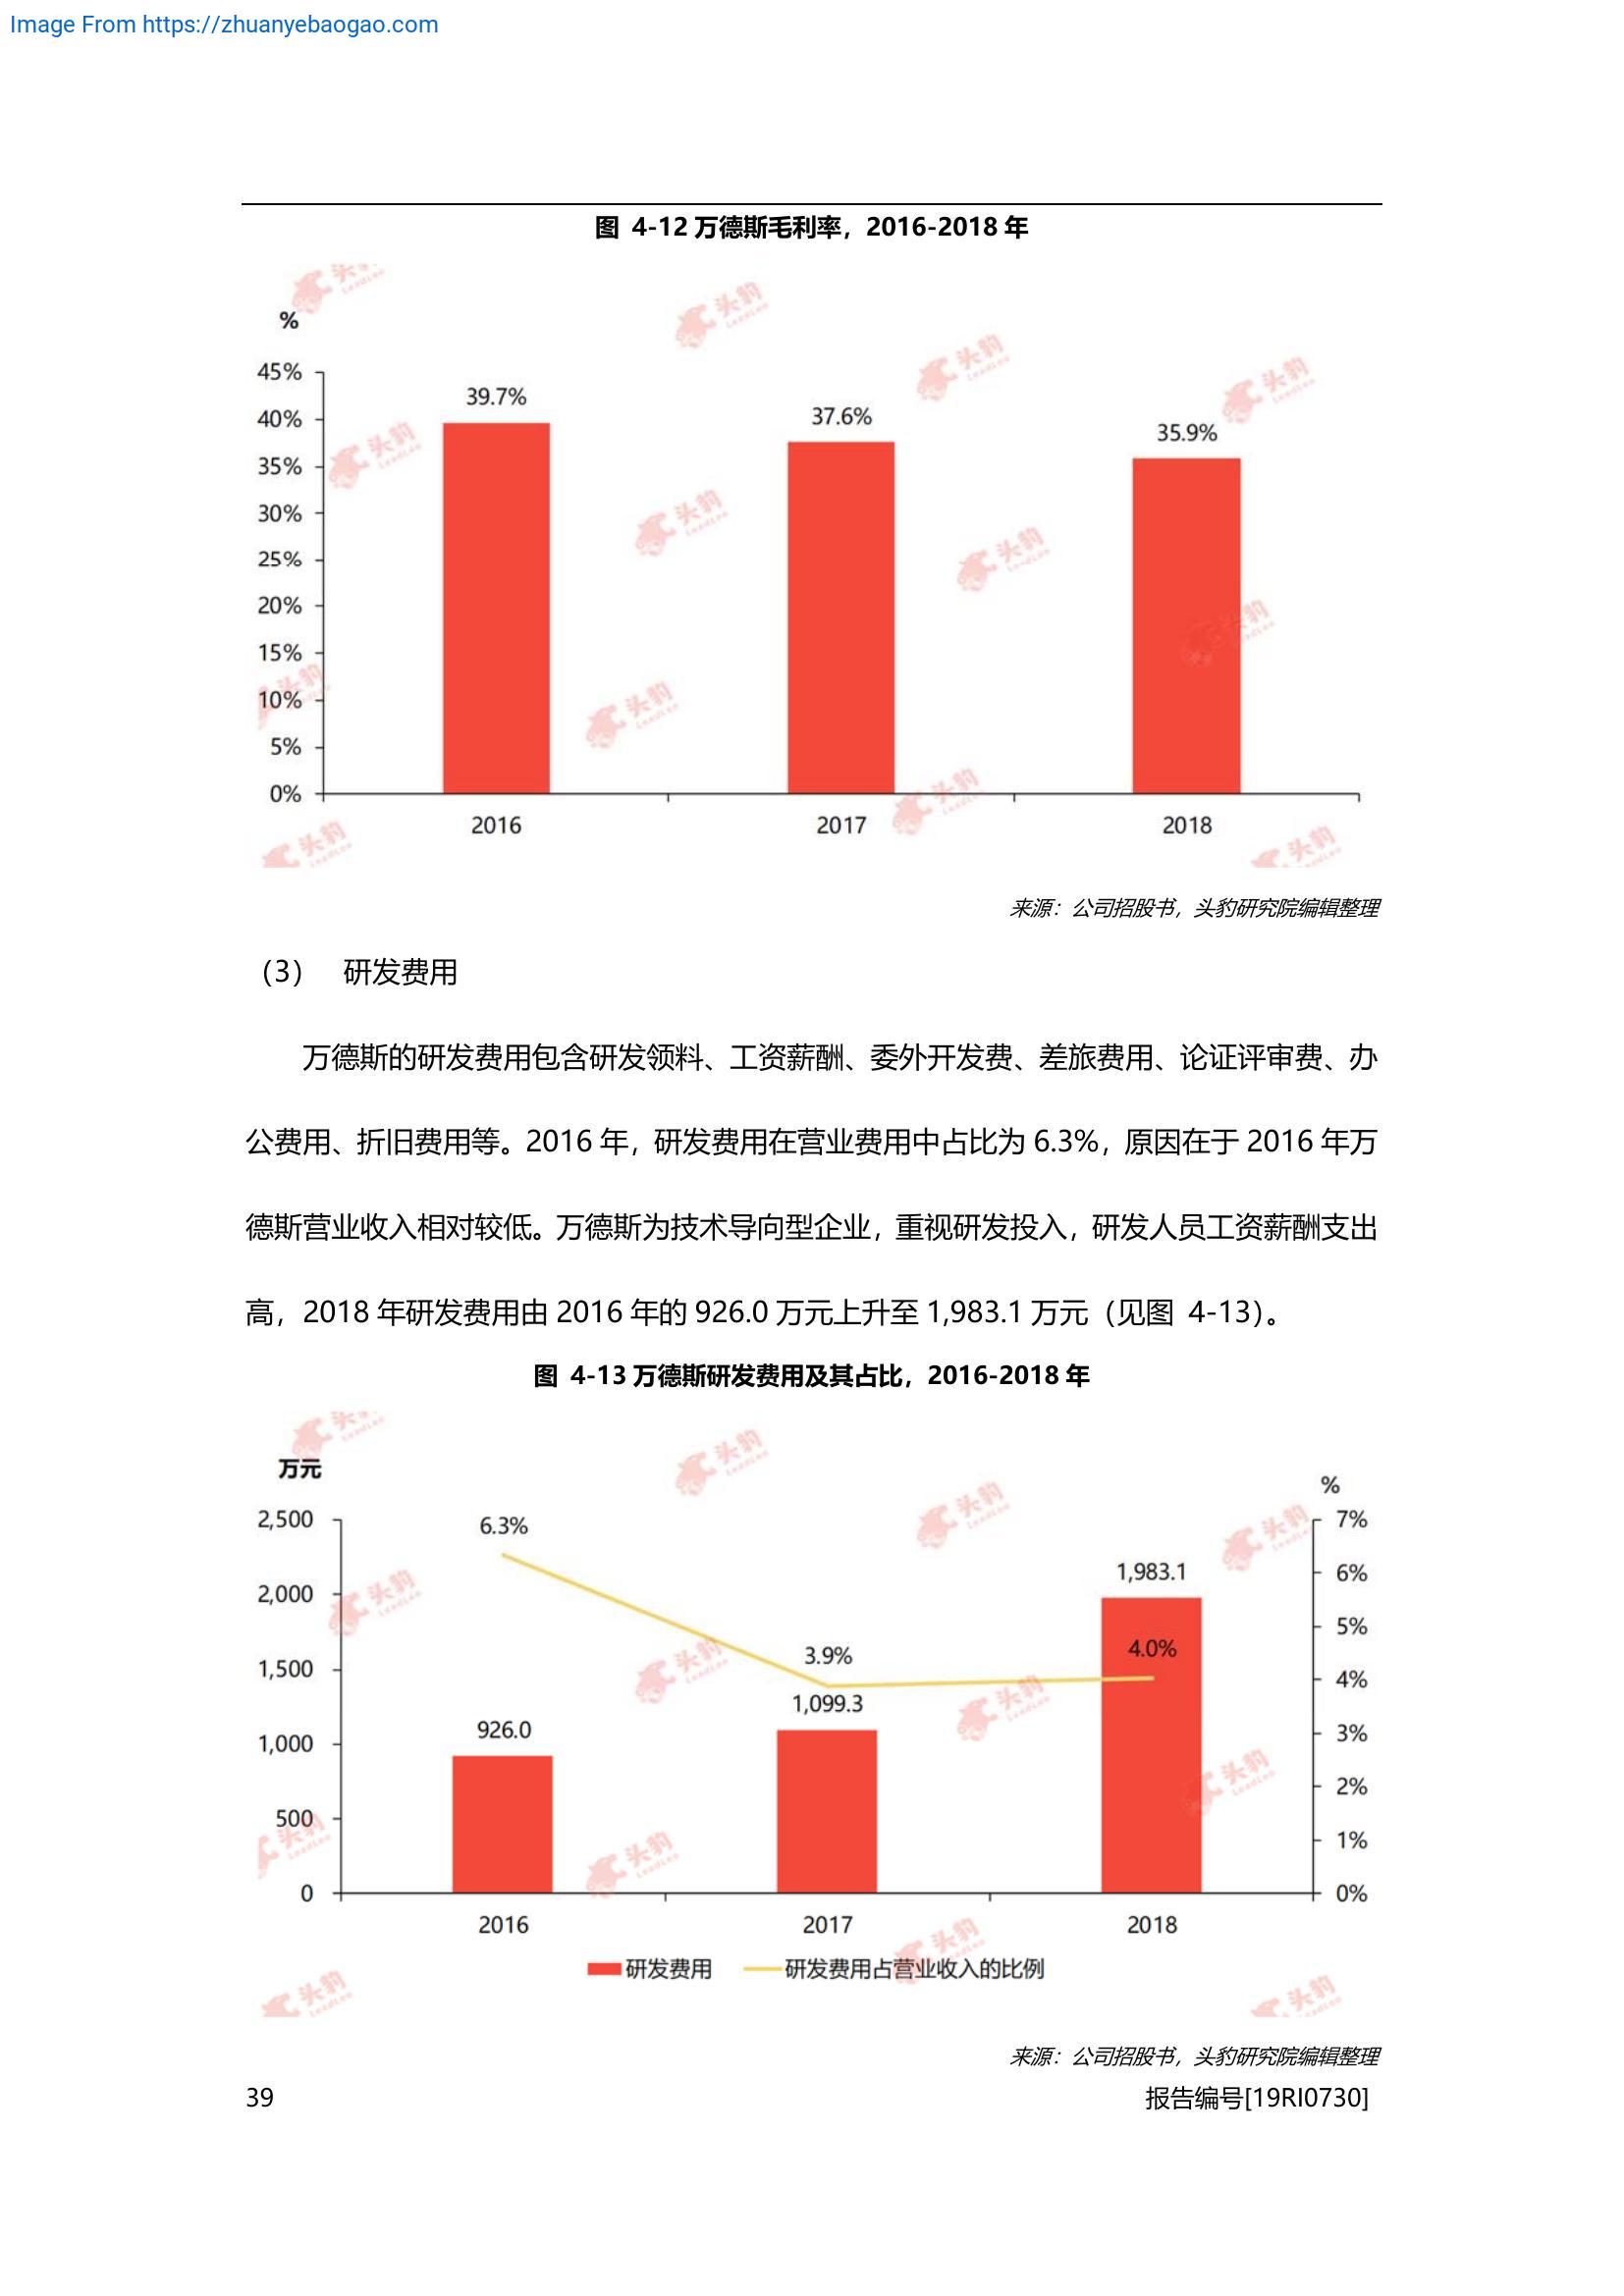 Image From https://zhuanyebaogao.com
图 4-12 万德斯毛利率，2016-2018 年
%
45%
40%
35%
30%
25%
20%
15%
10%
5%
0%
39.7%
37.6%
35.9%
2016
2017
2018
来源：公司招股书，头豹研究院编辑整理
（3） 研发费用
万德斯的研发费用包含研发领料、工资薪酬、委外开发费、差旅费用、论证评审费、办
公费用、折旧费用等。2016 年，研发费用在营业费用中占比为 6.3%，原因在于 2016 年万
德斯营业收入相对较低。万德斯为技术导向型企业，重视研发投入，研发人员工资薪酬支出
高，2018 年研发费用由 2016 年的 926.0 万元上升至 1,983.1 万元（见图 4-13）。
图 4-13 万德斯研发费用及其占比，2016-2018 年
万元
%
2,500
2,000
1,500
1,000
500
0
6.3%
926.0
3.9%
1,099.3
1,983.1
4.0%
7%
6%
5%
4%
3%
2%
1%
0%
2016
2017
2018
研发费用
研发费用占营业收入的比例
来源：公司招股书，头豹研究院编辑整理
39
报告编号[19RI0730]
头豹
LeadLeo